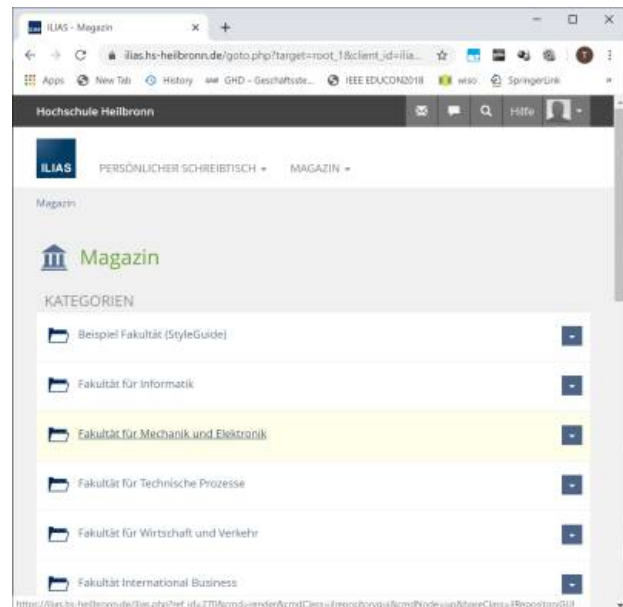 ILIAS - Magazin
ilias.hs-heilbronn.de/goto.php?target=root_1&client_id=ilia...
Apps New Tab History GHD – Geschäftsste... IEEE EDUCON2018 wiso SpringerLink »
Hochschule Heilbronn Hilfe
ILIAS PERSÖNLICHER SCHREIBTISCH MAGAZIN
Magazin
Magazin
KATEGORIEN
Beispiel Fakultät (StyleGuide)
Fakultät für Informatik
Fakultät für Mechanik und Elektronik
Fakultät für Technische Prozesse
Fakultät für Wirtschaft und Verkehr
Fakultät International Business